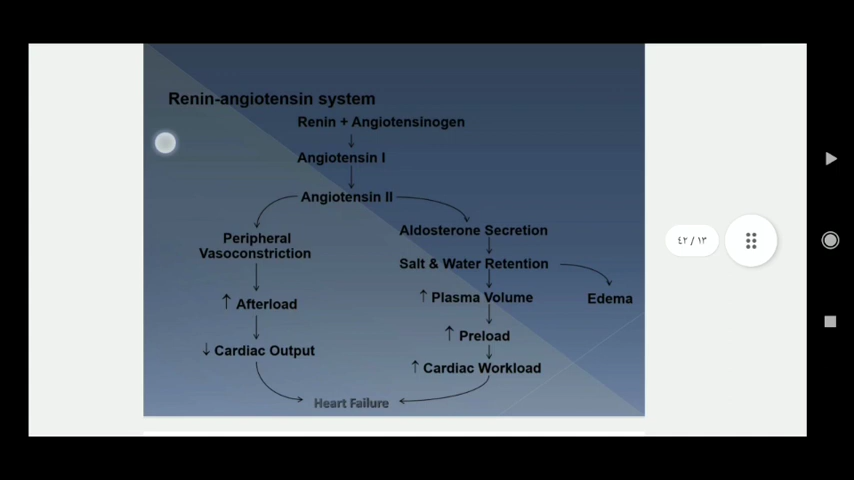 Renin-angiotensin system
Renin + Angiotensinogen
↓
Angiotensin I
↓
Angiotensin II
Peripheral
Vasoconstriction
↑ Afterload
↓ Cardiac Output
Aldosterone Secretion
Salt & Water Retention
↑ Plasma Volume
↑ Preload
↑ Cardiac Workload
Edema
Heart Failure
٤٢ / ١٣